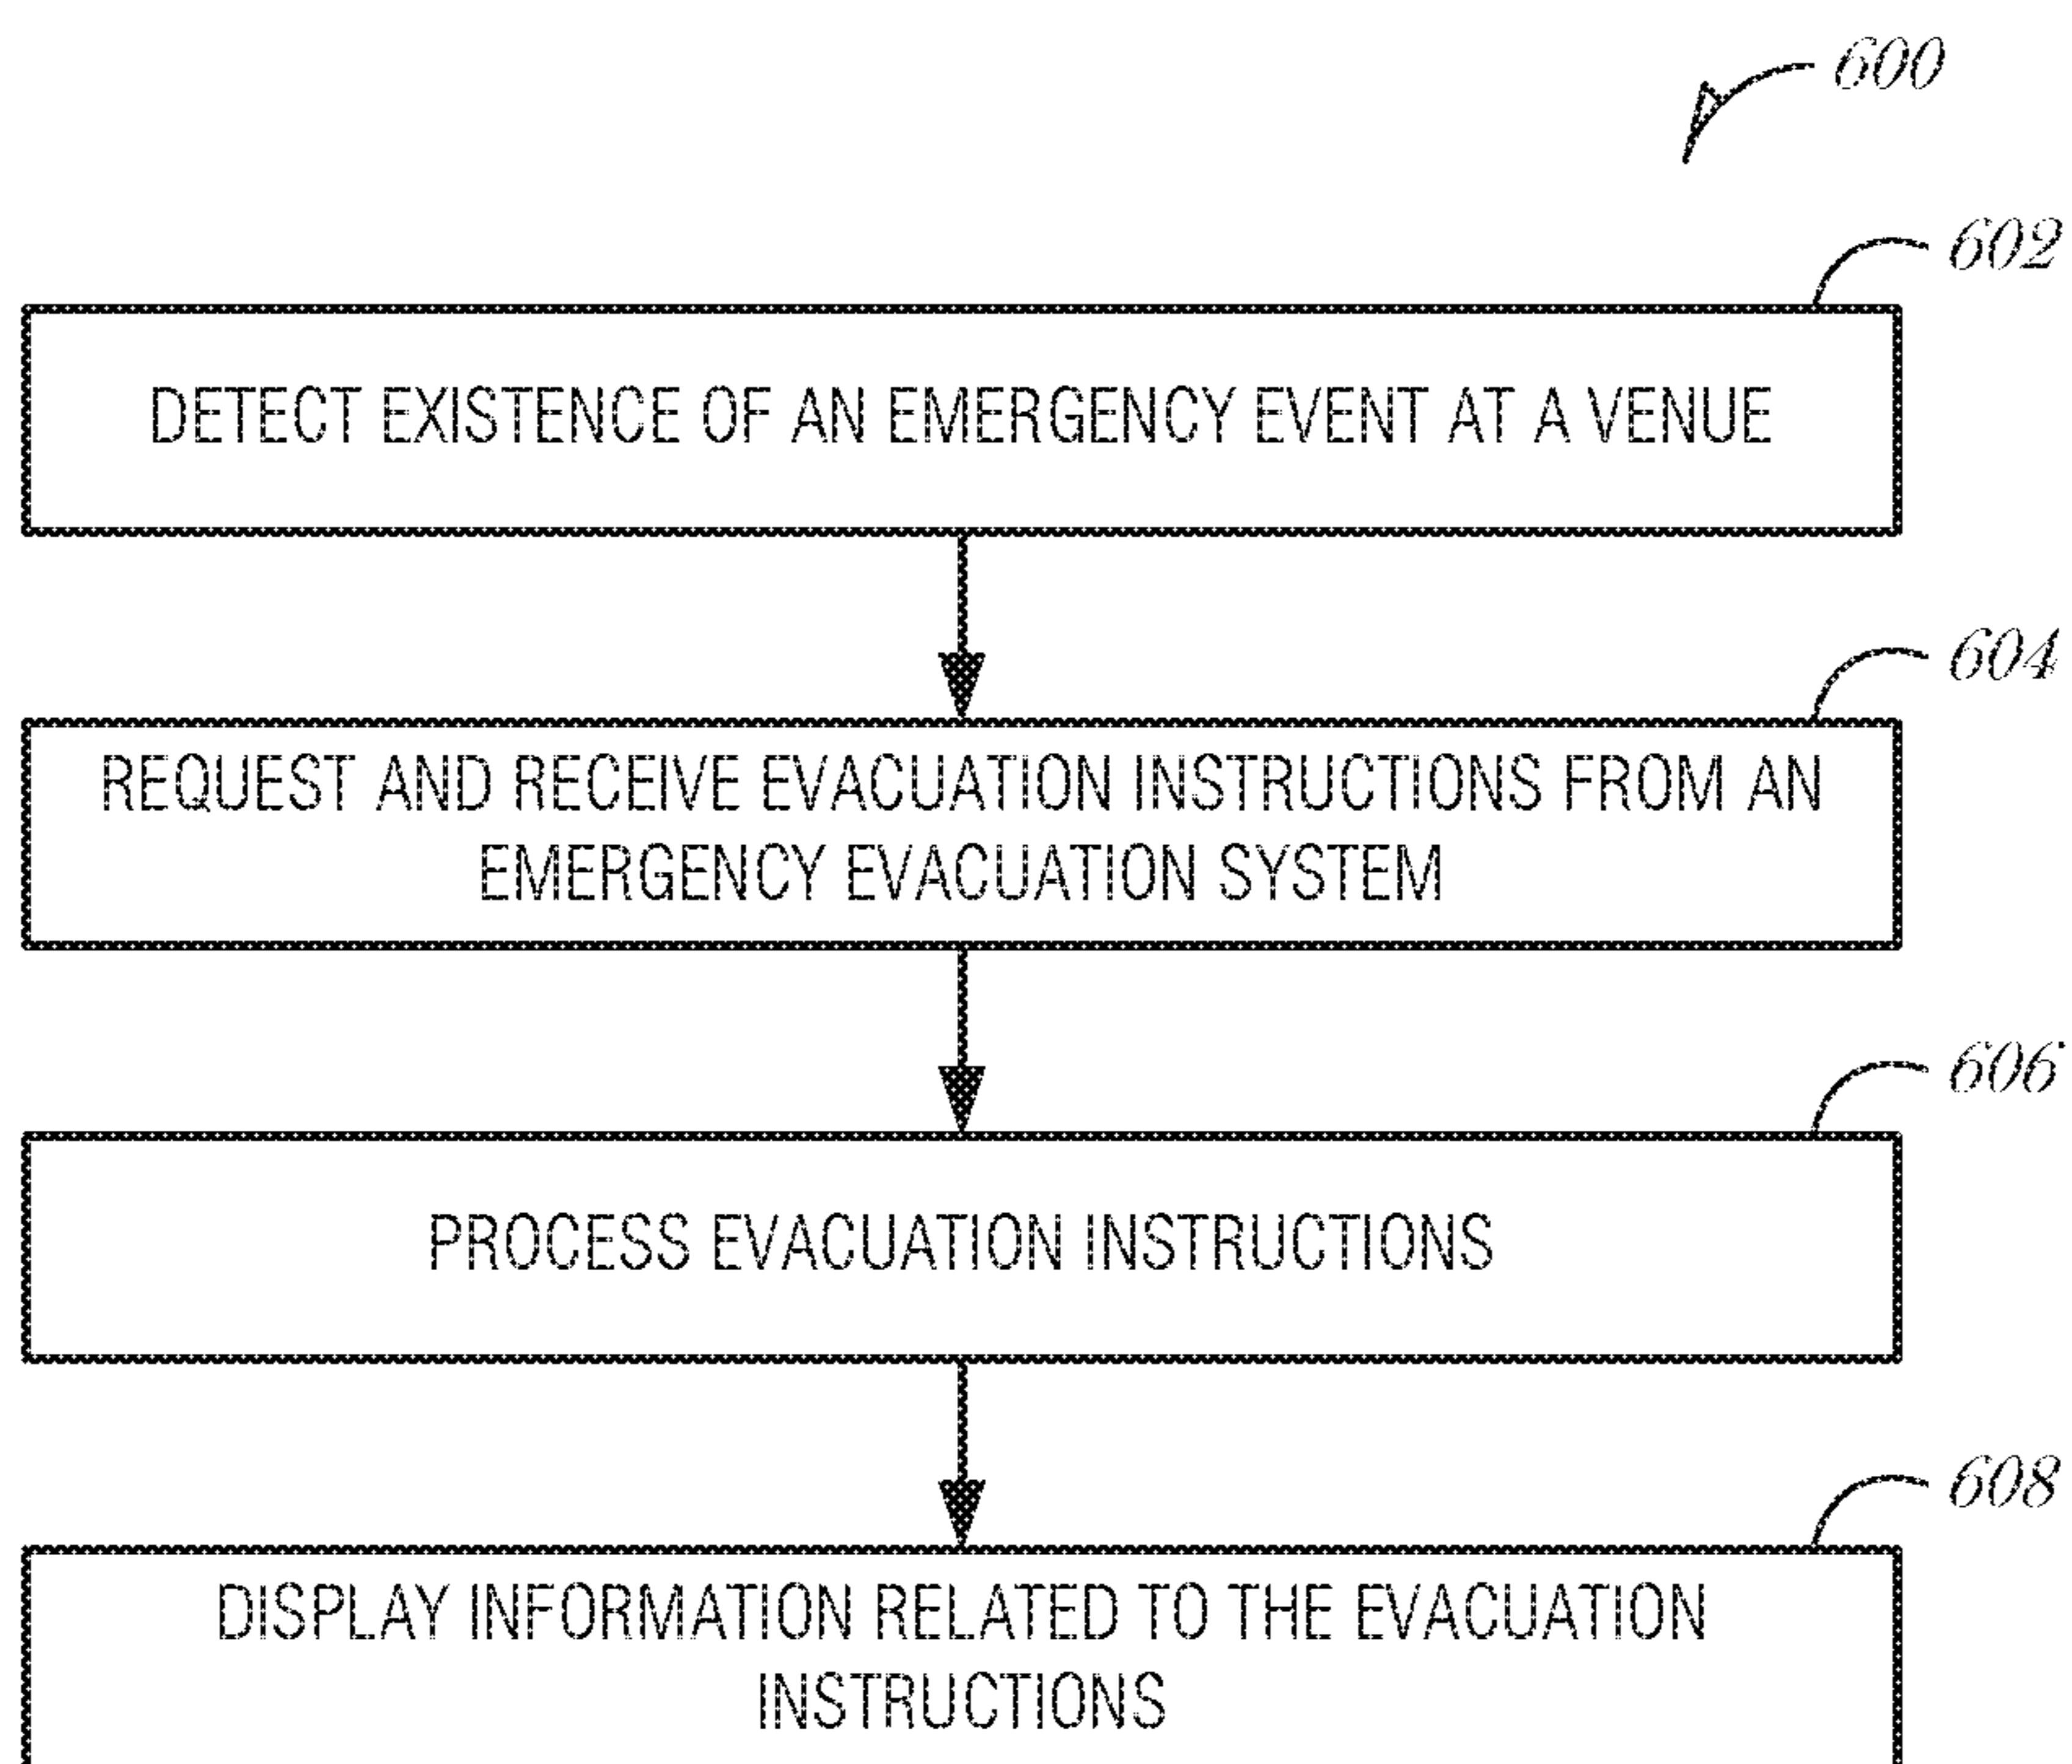 600
602
DETECT EXISTENCE OF AN EMERGENCY EVENT AT A VENUE
604
REQUEST AND RECEIVE EVACUATION INSTRUCTIONS FROM AN
EMERGENCY EVACUATION SYSTEM
606
PROCESS EVACUATION INSTRUCTIONS
608
DISPLAY INFORMATION RELATED TO THE EVACUATION
INSTRUCTIONS